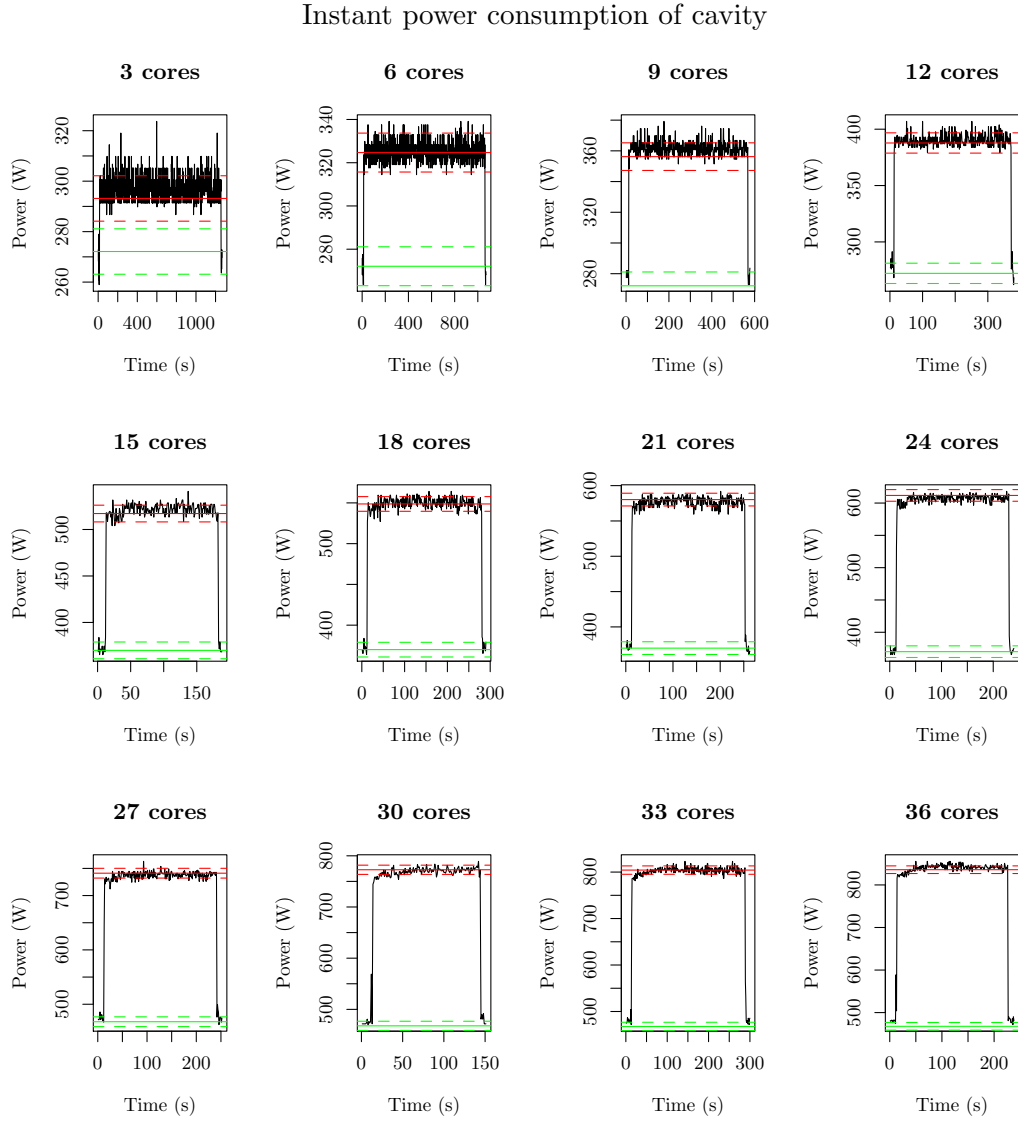 Instant power consumption of cavity
3 cores
6 cores
9 cores
12 cores
Power (W)
260 280 300 320
0 400 1000
Time (s)
Power (W)
280 300 320 340
0 400 800
Time (s)
Power (W)
280 320 360
0 200 400 600
Time (s)
Power (W)
300 350 400
0 100 300
Time (s)
15 cores
18 cores
21 cores
24 cores
Power (W)
400 450 500
0 50 150
Time (s)
Power (W)
400 500
0 100 200 300
Time (s)
Power (W)
400 500 600
0 100 200
Time (s)
Power (W)
400 500 600
0 100 200
Time (s)
27 cores
30 cores
33 cores
36 cores
Power (W)
500 600 700
0 100 200
Time (s)
Power (W)
500 600 700 800
0 50 100 150
Time (s)
Power (W)
500 600 700 800
0 100 200 300
Time (s)
Power (W)
500 600 700 800
0 100 200
Time (s)